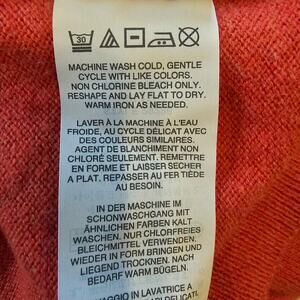 30
MACHINE WASH COLD, GENTLE
CYCLE WITH LIKE COLORS.
NON CHLORINE BLEACH ONLY.
RESHAPE AND LAY FLAT TO DRY.
WARM IRON AS NEEDED.
LAVER À LA MACHINE À L'EAU
FROIDE, AU CYCLE DÉLICAT AVEC
DES COULEURS SIMILAIRES.
AGENT DE BLANCHIMENT NON
CHLORÉ SEULEMENT. REMETTRE
EN FORME ET LAISSER SÉCHER
A PLAT. REPASSER AU FER TIÈDE
AU BESOIN.
IN DER MASCHINE IM
SCHONWASCHGANG MIT
ÄHNLICHEN FARBEN KALT
WASCHEN. NUR CHLORFREIES
BLEICHMITTEL VERWENDEN.
WIEDER IN FORM BRINGEN UND
LIEGEND TROCKNEN. NACH
BEDARF WARM BÜGELN.
IN LAVATRICE A